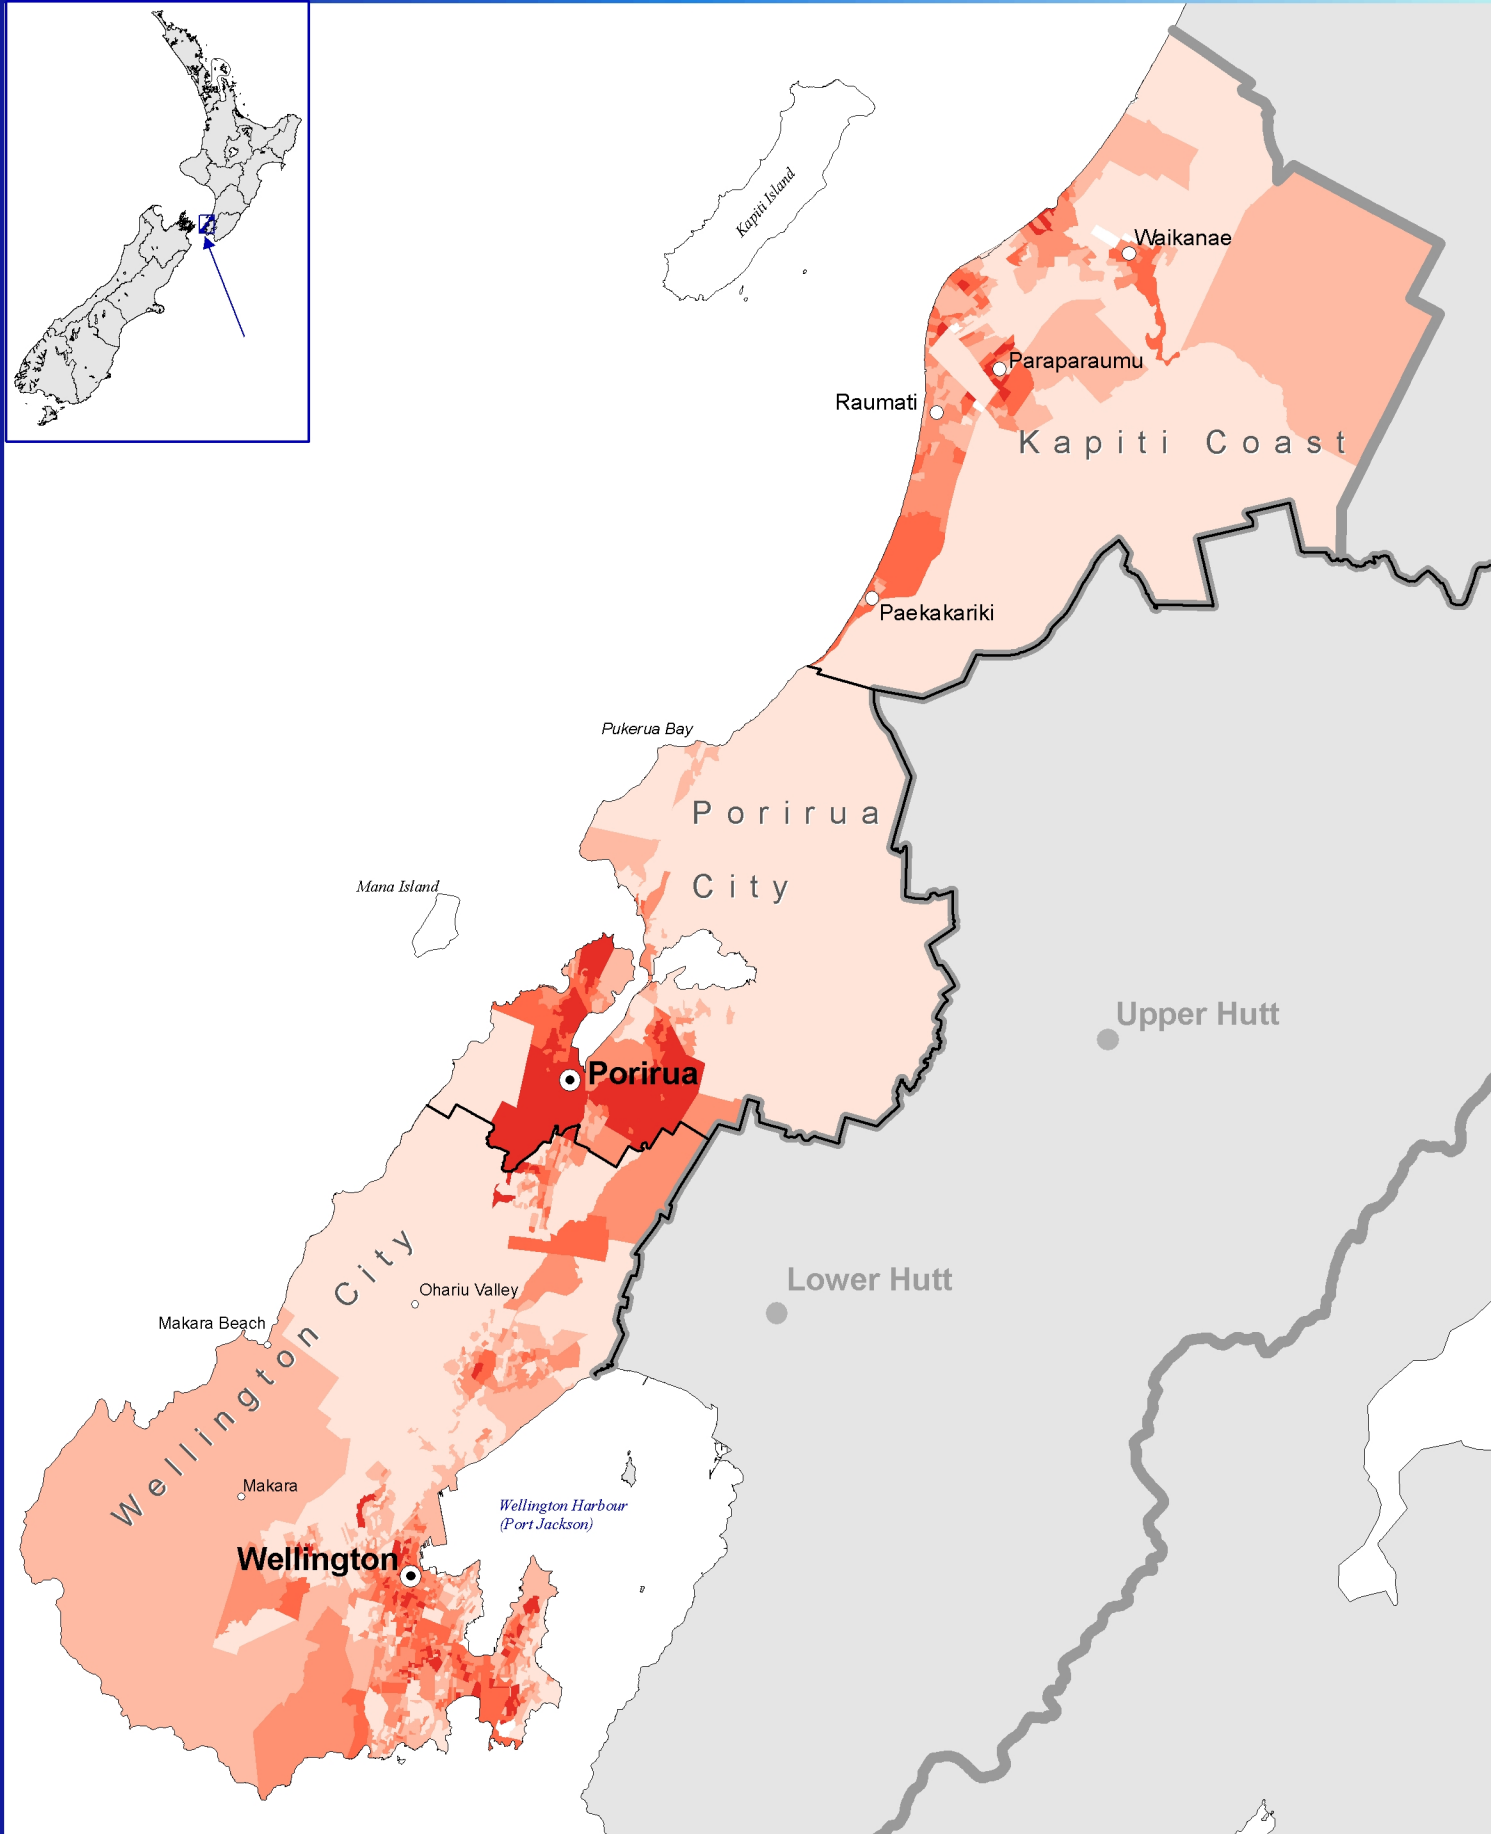 Kapiti Island
Waikanae
Paraparaumu
Raumati
Kapiti Coast
Paekakariki
Pukerua Bay
Porirua
City
Mana Island
Upper Hutt
Porirua
Wellington City
Ohariu Valley
Lower Hutt
Makara Beach
Makara
Wellington Harbour
(Port Jackson)
Wellington